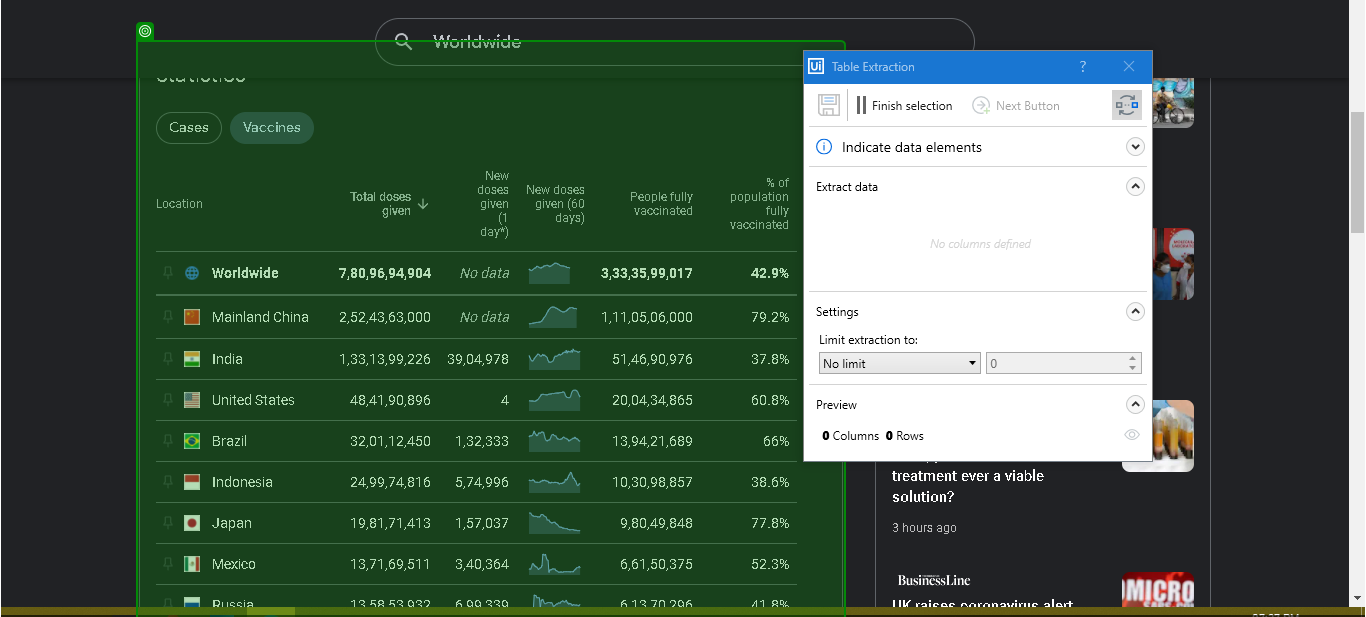 Worldwide
Statistics
Cases
Vaccines
Location
Total doses given
New doses given (1 day*)
New doses given (60 days)
People fully vaccinated
% of population fully vaccinated
Worldwide 7,80,96,94,904 No data 3,33,35,99,017 42.9%
Mainland China 2,52,43,63,000 No data 1,11,05,06,000 79.2%
India 1,33,13,99,226 39,04,978 51,46,90,976 37.8%
United States 48,41,90,896 4 20,04,34,865 60.8%
Brazil 32,01,12,450 1,32,333 13,94,21,689 66%
Indonesia 24,99,74,816 5,74,996 10,30,98,857 38.6%
Japan 19,81,71,413 1,57,037 9,80,49,848 77.8%
Mexico 13,71,69,511 3,40,364 6,61,50,375 52.3%
Russia 13,58,53,932 6,99,339 6,13,70,296 41.8%
Ui Table Extraction ?
Finish selection
Next Button
Indicate data elements
Extract data
No columns defined
Settings
Limit extraction to:
No limit
0
Preview
0 Columns 0 Rows
treatment ever a viable
solution?
3 hours ago
BusinessLine
UK raises coronavirus alert